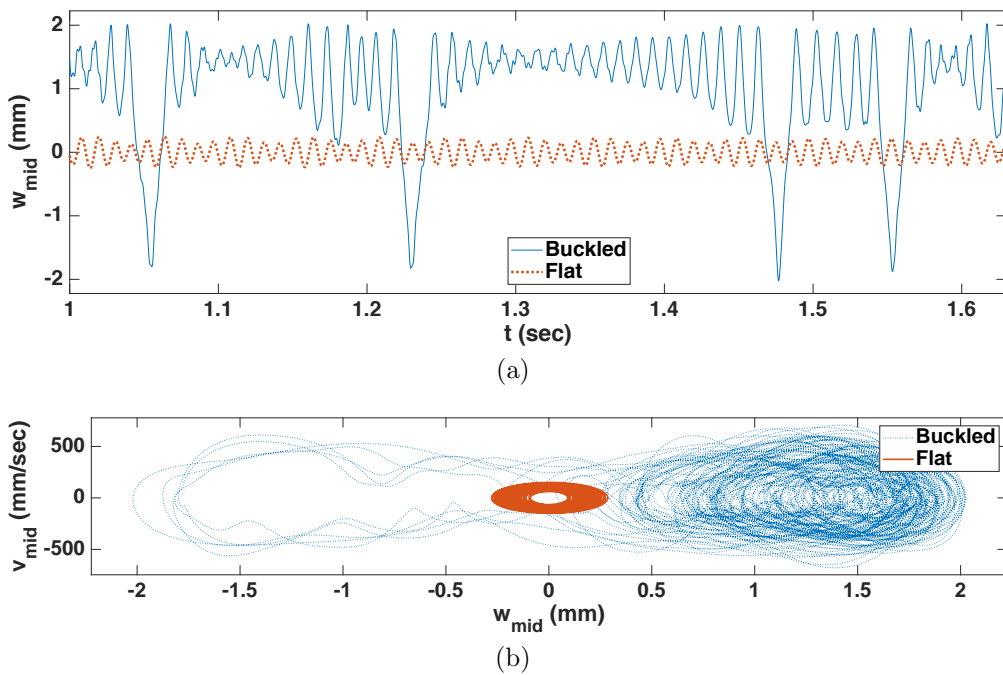 2
1
0
-1
-2
w_mid (mm)
Buckled
Flat
1 1.1 1.2 1.3 1.4 1.5 1.6
t (sec)
(a)
500
0
-500
v_mid (mm/sec)
Buckled
Flat
-2 -1.5 -1 -0.5 0 0.5 1 1.5 2
w_mid (mm)
(b)